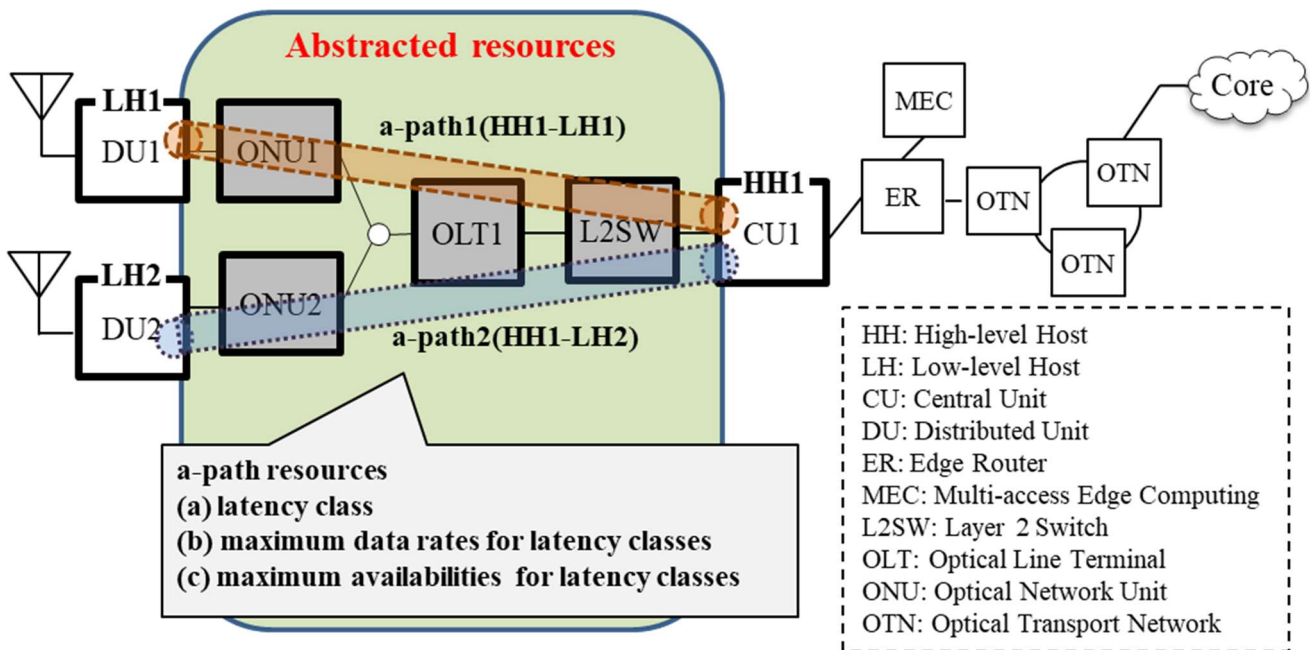 Abstracted resources
LH1
DU1
ONU1
a-path1(HH1-LH1)
OLT1
L2SW
HH1
CU1
MEC
ER
OTN
OTN
OTN
Core
LH2
DU2
ONU2
a-path2(HH1-LH2)
a-path resources
(a) latency class
(b) maximum data rates for latency classes
(c) maximum availabilities for latency classes
HH: High-level Host
LH: Low-level Host
CU: Central Unit
DU: Distributed Unit
ER: Edge Router
MEC: Multi-access Edge Computing
L2SW: Layer 2 Switch
OLT: Optical Line Terminal
ONU: Optical Network Unit
OTN: Optical Transport Network